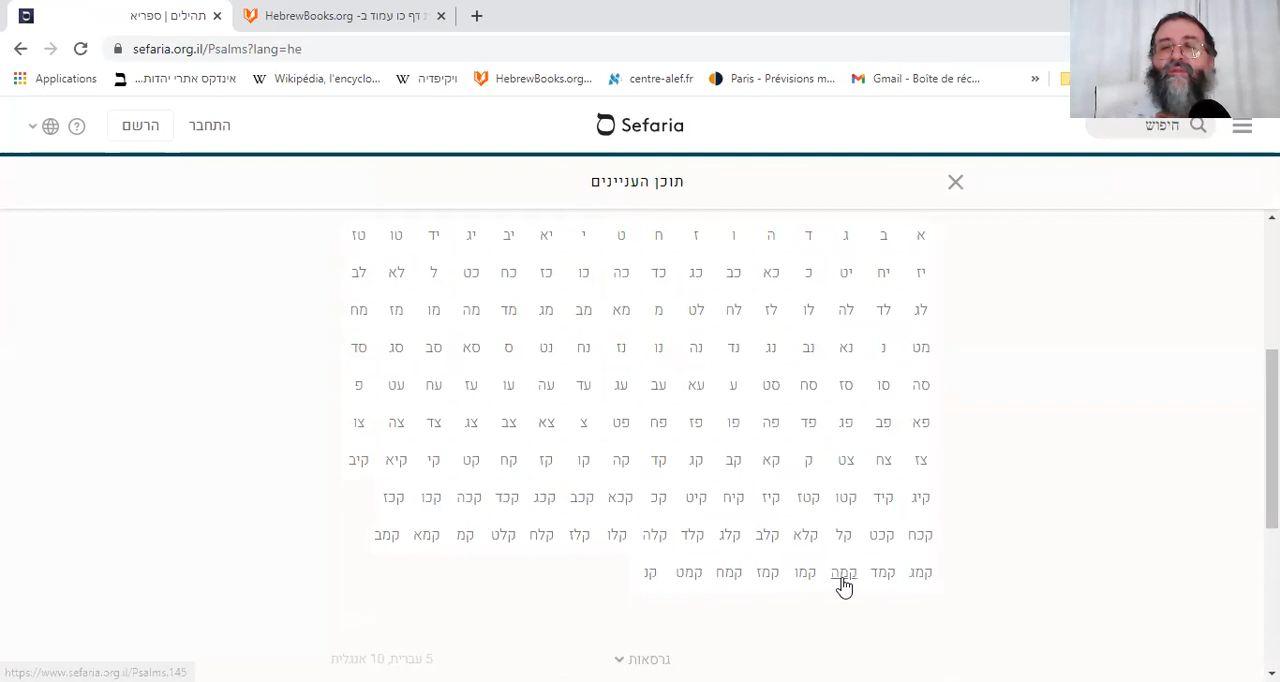 תהילים | ספריא
HebrewBooks.org - דף כו עמוד ב
sefaria.org.il/Psalms?lang=he
Applications
אינדקס אתרי יהדות...
Wikipédia, l'encyclo...
ויקיפדיה
HebrewBooks.org...
centre-alef.fr
Paris - Prévisions m...
Gmail - Boîte de réc...
»
חיפוש
Sefaria
התחבר
הרשם
תוכן העניינים
א ב ג ד ה ו ז ח ט י יא יב יג יד טו טז
יז יח יט כ כא כב כג כד כה כו כז כח כט ל לא לב
לג לד לה לו לז לח לט מ מא מב מג מד מה מו מז מח
מט נ נא נב נג נד נה נו נז נח נט ס סא סב סג סד
סה סו סז סח סט ע עא עב עג עד עה עו עז עח עט פ
פא פב פג פד פה פו פז פח פט צ צא צב צג צד צה צו
צז צח צט ק קא קב קג קד קה קו קז קח קט קי קיא קיב
קיג קיד קטו קטז קיז קיח קיט קכ קכא קכב קכג קכד קכה קכו קכז
קכח קכט קל קלא קלב קלג קלד קלה קלו קלז קלח קלט קמ קמא קמב
קמג קמד קמה קמו קמז קמח קמט קנ
גרסאות
5 עברית, 10 אנגלית
https://www.sefaria.org.il/Psalms.145